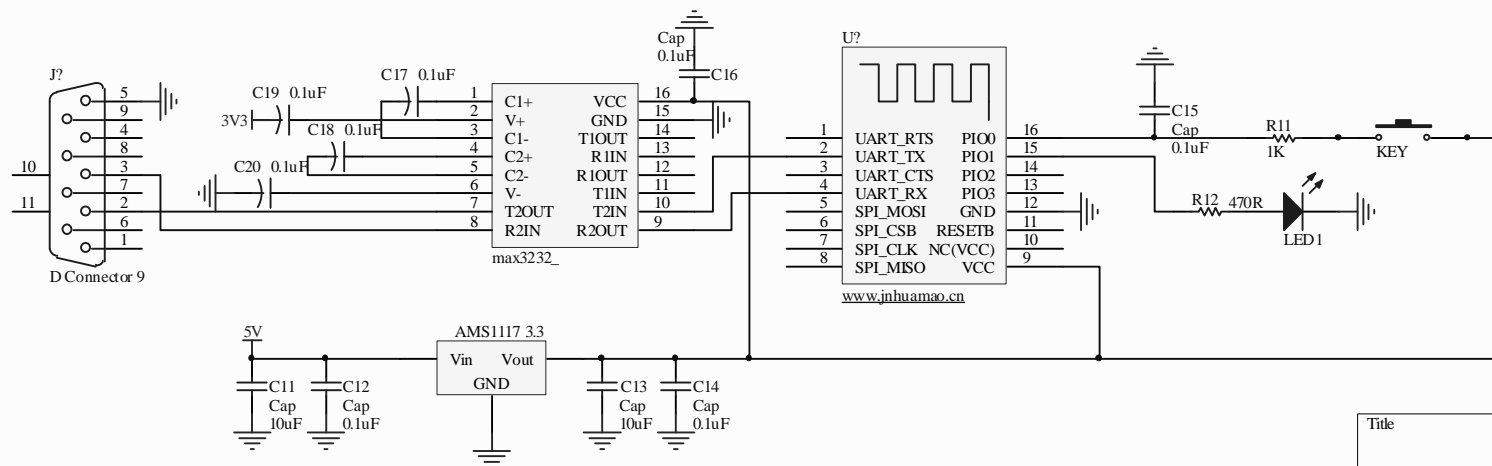 J?
5
9
4
8
3
7
2
6
1
10
11
D Connector 9
C19 0.1uF
3V3
C17 0.1uF
C18 0.1uF
C20 0.1uF
1 C1+ VCC 16
2 V+ GND 15
3 C1- T1OUT 14
4 C2+ R1IN 13
5 C2- R1OUT 12
6 V- T1IN 11
7 T2OUT T2IN 10
8 R2IN R2OUT 9
max3232_
Cap
0.1uF
C16
U?
1 UART_RTS PIO0 16
2 UART_TX PIO1 15
3 UART_CTS PIO2 14
4 UART_RX PIO3 13
5 SPI_MOSI GND 12
6 SPI_CSB RESETB 11
7 SPI_CLK NC(VCC) 10
8 SPI_MISO VCC 9
www.jnhuamao.cn
C15
Cap
0.1uF
R11
1K
KEY
R12 470R
LED1
5V
AMS1117 3.3
Vin Vout
GND
C11
Cap
10uF
C12
Cap
0.1uF
C13
Cap
10uF
C14
Cap
0.1uF
Title